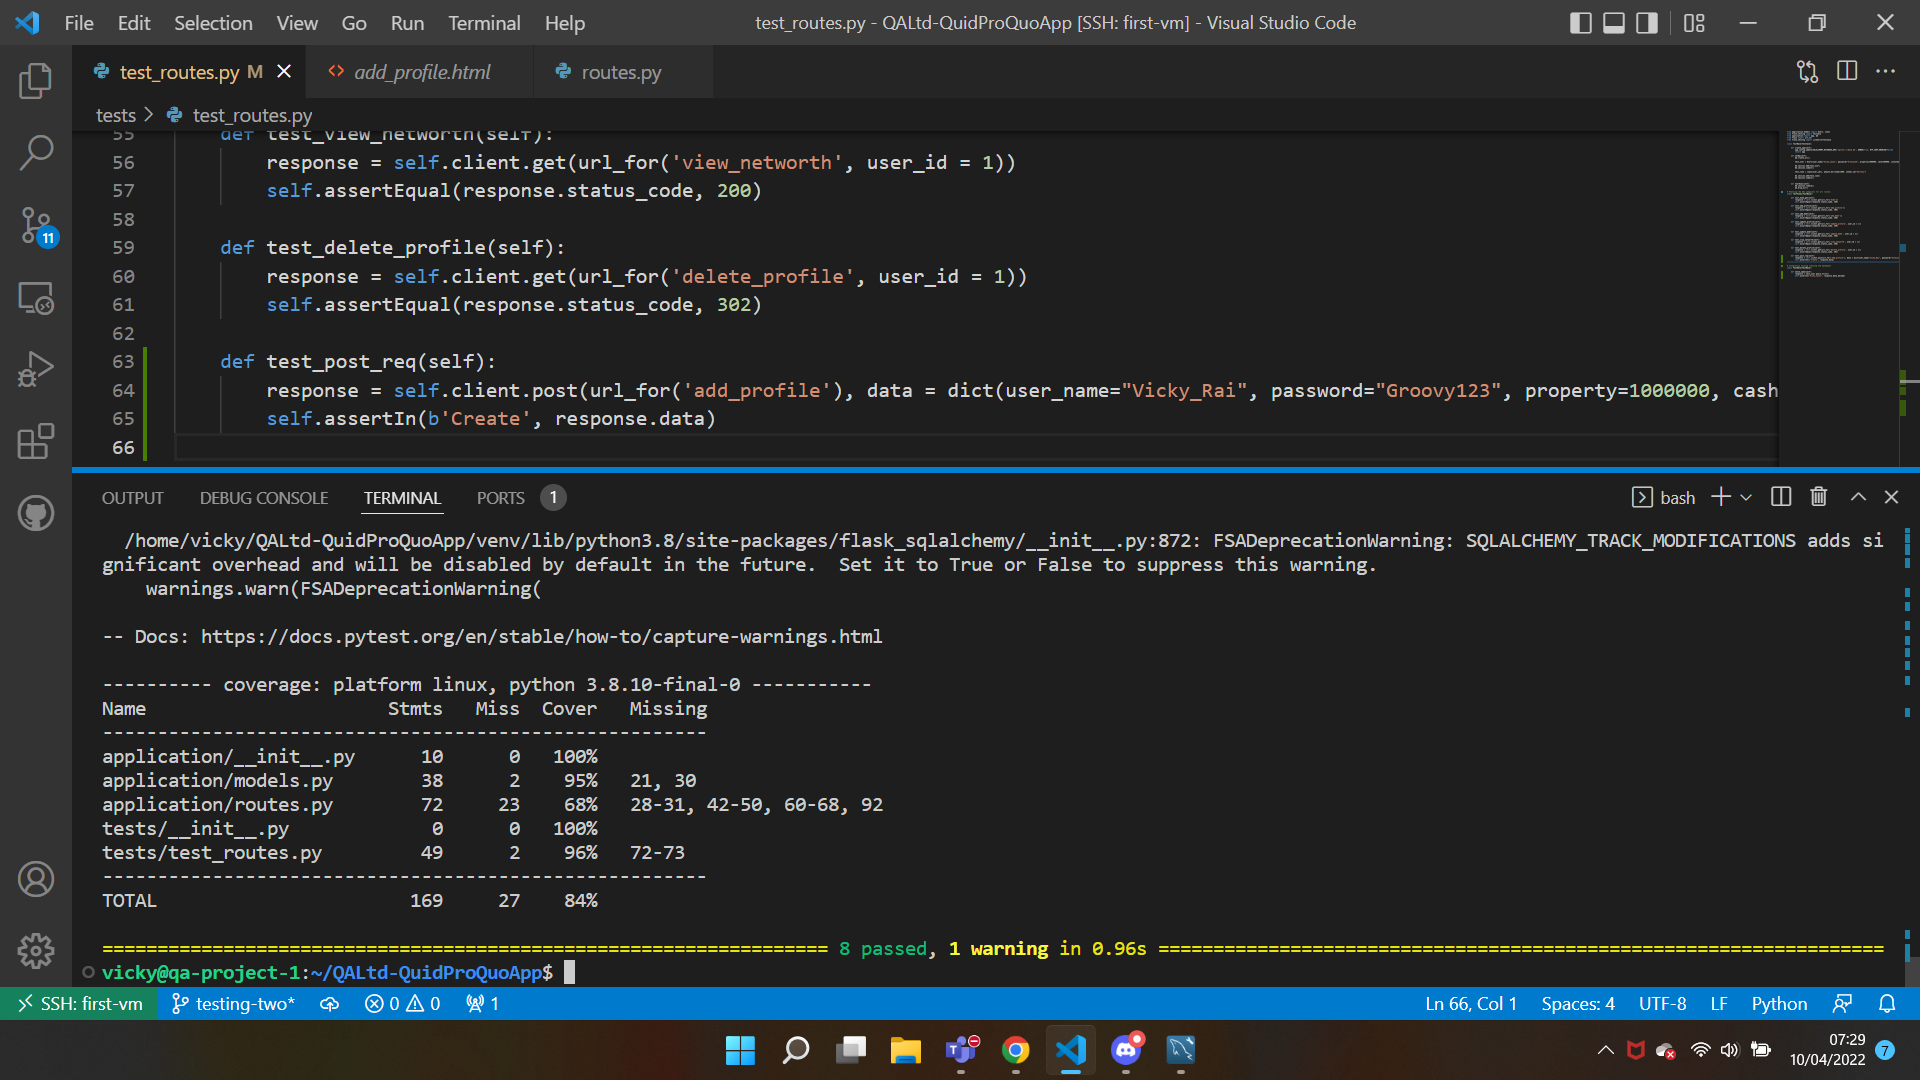 File Edit Selection View Go Run Terminal Help
test_routes.py - QALtd-QuidProQuoApp [SSH: first-vm] - Visual Studio Code
test_routes.py M
add_profile.html
routes.py
tests > test_routes.py
55 def test_view_networth(self):
56 response = self.client.get(url_for('view_networth', user_id = 1))
57 self.assertEqual(response.status_code, 200)
58
59 def test_delete_profile(self):
60 response = self.client.get(url_for('delete_profile', user_id = 1))
61 self.assertEqual(response.status_code, 302)
62
63 def test_post_req(self):
64 response = self.client.post(url_for('add_profile'), data = dict(user_name="Vicky_Rai", password="Groovy123", property=1000000, cash
65 self.assertIn(b'Create', response.data)
66
11
OUTPUT DEBUG CONSOLE TERMINAL PORTS 1
bash
/home/vicky/QALtd-QuidProQuoApp/venv/lib/python3.8/site-packages/flask_sqlalchemy/__init__.py:872: FSADeprecationWarning: SQLALCHEMY_TRACK_MODIFICATIONS adds si
gnificant overhead and will be disabled by default in the future.  Set it to True or False to suppress this warning.
warnings.warn(FSADeprecationWarning(
-- Docs: https://docs.pytest.org/en/stable/how-to/capture-warnings.html
---------- coverage: platform linux, python 3.8.10-final-0 -----------
Name Stmts Miss Cover Missing
-------------------------------------------------------
application/__init__.py 10 0 100%
application/models.py 38 2 95% 21, 30
application/routes.py 72 23 68% 28-31, 42-50, 60-68, 92
tests/__init__.py 0 0 100%
tests/test_routes.py 49 2 96% 72-73
-------------------------------------------------------
TOTAL 169 27 84%
================================================================== 8 passed, 1 warning in 0.96s ==================================================================
vicky@qa-project-1:~/QALtd-QuidProQuoApp$
SSH: first-vm testing-two* 0 0 1
Ln 66, Col 1 Spaces: 4 UTF-8 LF Python
07:29
10/04/2022
7